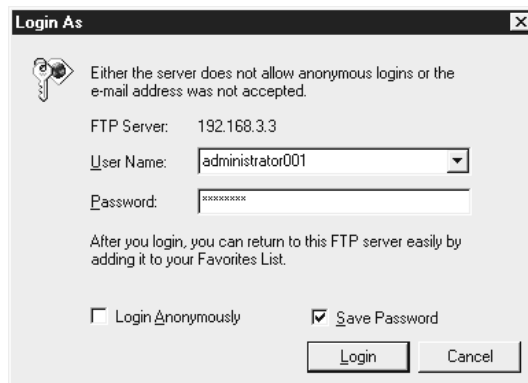 Login As
Either the server does not allow anonymous logins or the
e-mail address was not accepted.
FTP Server: 192.168.3.3
User Name: administrator001
Password: ********
After you login, you can return to this FTP server easily by
adding it to your Favorites List.
Login Anonymously Save Password
Login Cancel